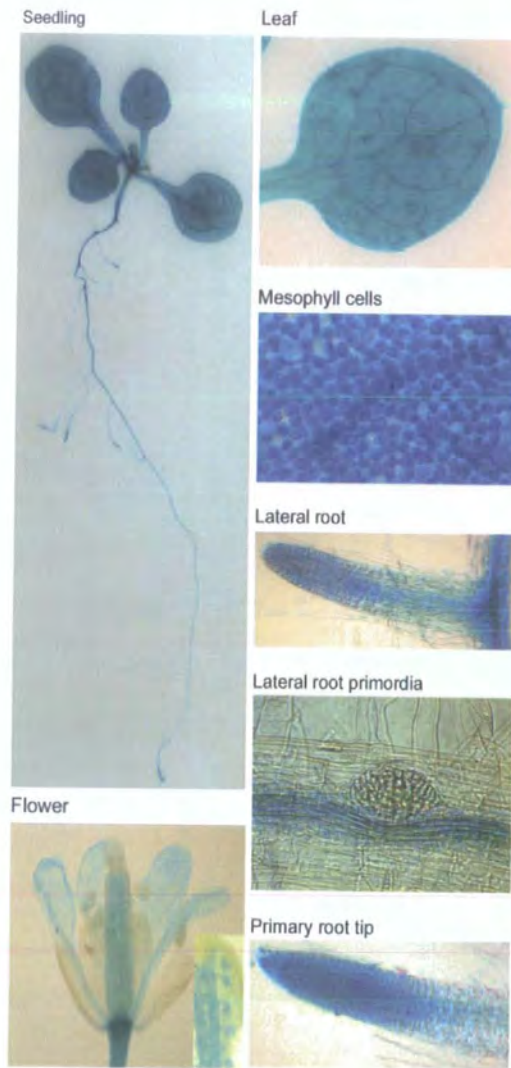 Seedling
Leaf
Mesophyll cells
Lateral root
Lateral root primordia
Flower
Primary root tip